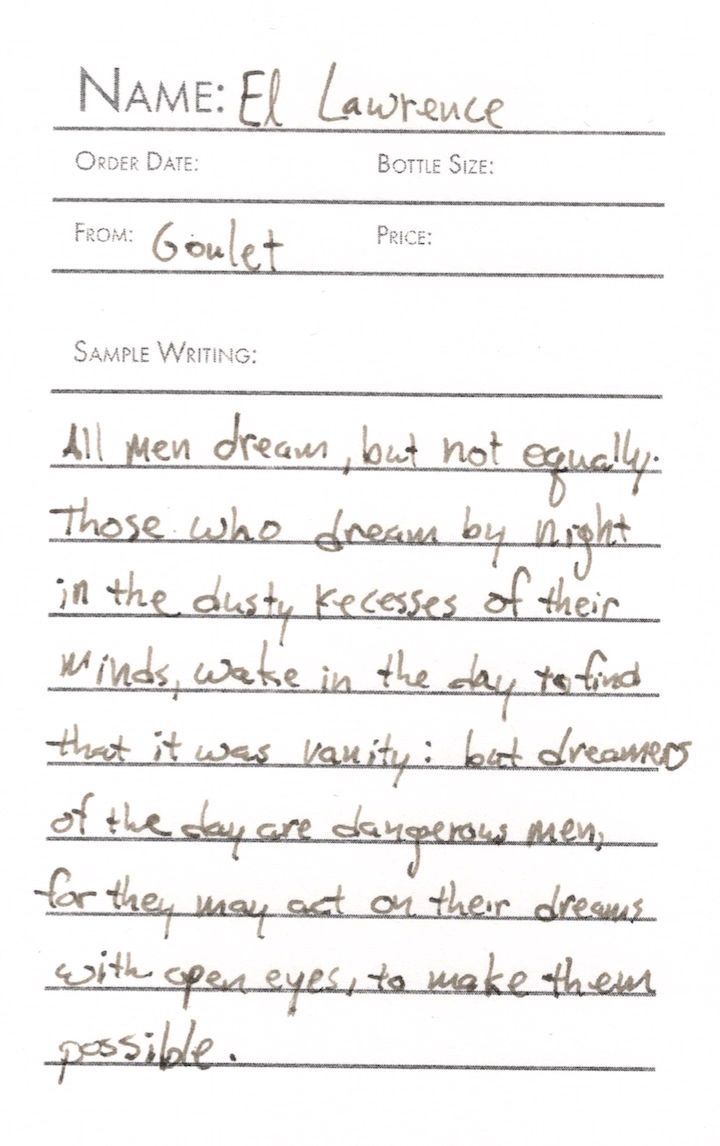 NAME: El Lawrence
ORDER DATE: BOTTLE SIZE:
FROM: Goulet PRICE:
SAMPLE WRITING:
All men dream, but not equally.
Those who dream by night
in the dusty recesses of their
minds, wake in the day to find
that it was vanity: but dreamers
of the day are dangerous men,
for they may act on their dreams
with open eyes, to make them
possible.